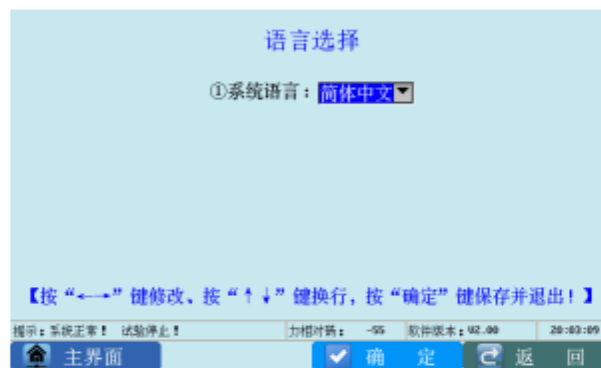 语言选择
①系统语言：简体中文
【按“←→”键修改、按“↑↓”键换行，按“确定”键保存并退出！】
提示：系统正常！ 试验停止！ 力相对码： -55 软件版本：V2.00 20:03:09
主界面 确 定 返 回